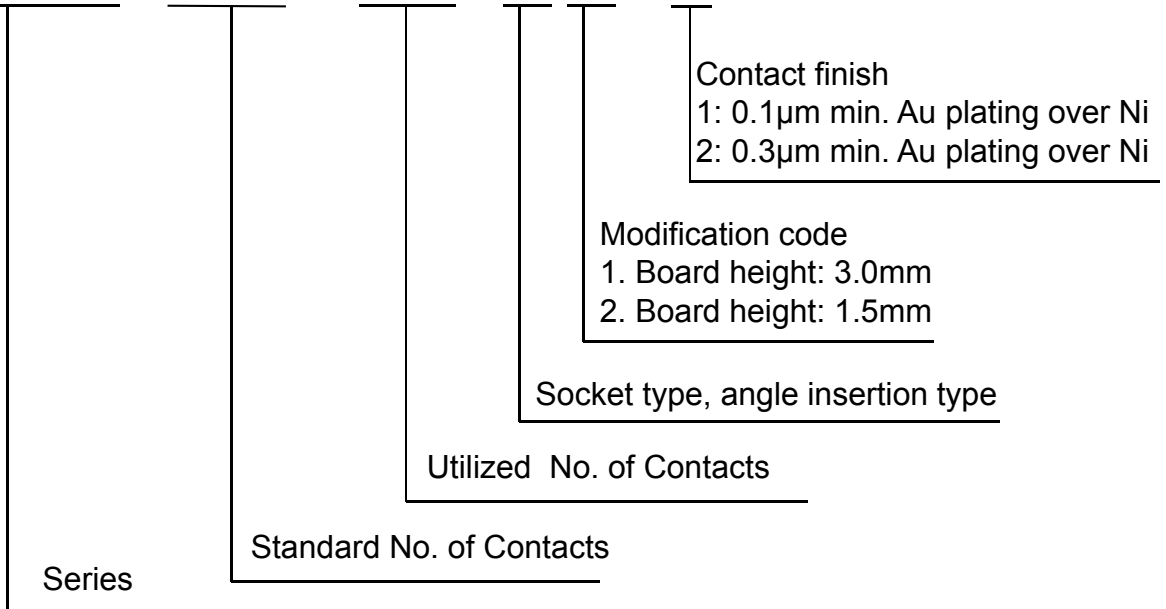 Contact finish
1: 0.1µm min. Au plating over Ni
2: 0.3µm min. Au plating over Ni
Modification code
1. Board height: 3.0mm
2. Board height: 1.5mm
Socket type, angle insertion type
Utilized  No. of Contacts
Standard No. of Contacts
Series